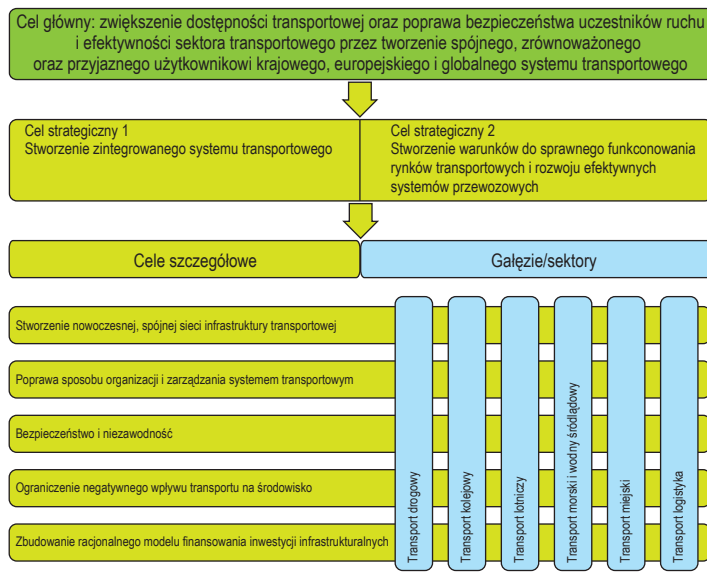 Cel główny: zwiększenie dostępności transportowej oraz poprawa bezpieczeństwa uczestników ruchu
i efektywności sektora transportowego przez tworzenie spójnego, zrównoważonego
oraz przyjaznego użytkownikowi krajowego, europejskiego i globalnego systemu transportowego
Cel strategiczny 1
Stworzenie zintegrowanego systemu transportowego
Cel strategiczny 2
Stworzenie warunków do sprawnego funkconowania
rynków transportowych i rozwoju efektywnych
systemów przewozowych
Cele szczegółowe
Gałęzie/sektory
Stworzenie nowoczesnej, spójnej sieci infrastruktury transportowej
Poprawa sposobu organizacji i zarządzania systemem transportowym
Bezpieczeństwo i niezawodność
Ograniczenie negatywnego wpływu transportu na środowisko
Zbudowanie racjonalnego modelu finansowania inwestycji infrastrukturalnych
Transport drogowy
Transport kolejowy
Transport lotniczy
Transport morski i wodny śródlądowy
Transport miejski
Transport logistyka